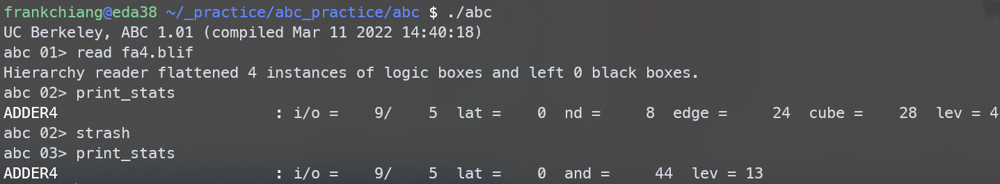 frankchiang@eda38 ~/_practice/abc_practice/abc $ ./abc
UC Berkeley, ABC 1.01 (compiled Mar 11 2022 14:40:18)
abc 01> read fa4.blif
Hierarchy reader flattened 4 instances of logic boxes and left 0 black boxes.
abc 02> print_stats
ADDER4                        : i/o =    9/    5  lat =    0  nd =     8  edge =     24  cube =    28  lev = 4
abc 02> strash
abc 03> print_stats
ADDER4                        : i/o =    9/    5  lat =    0  and =     44  lev = 13